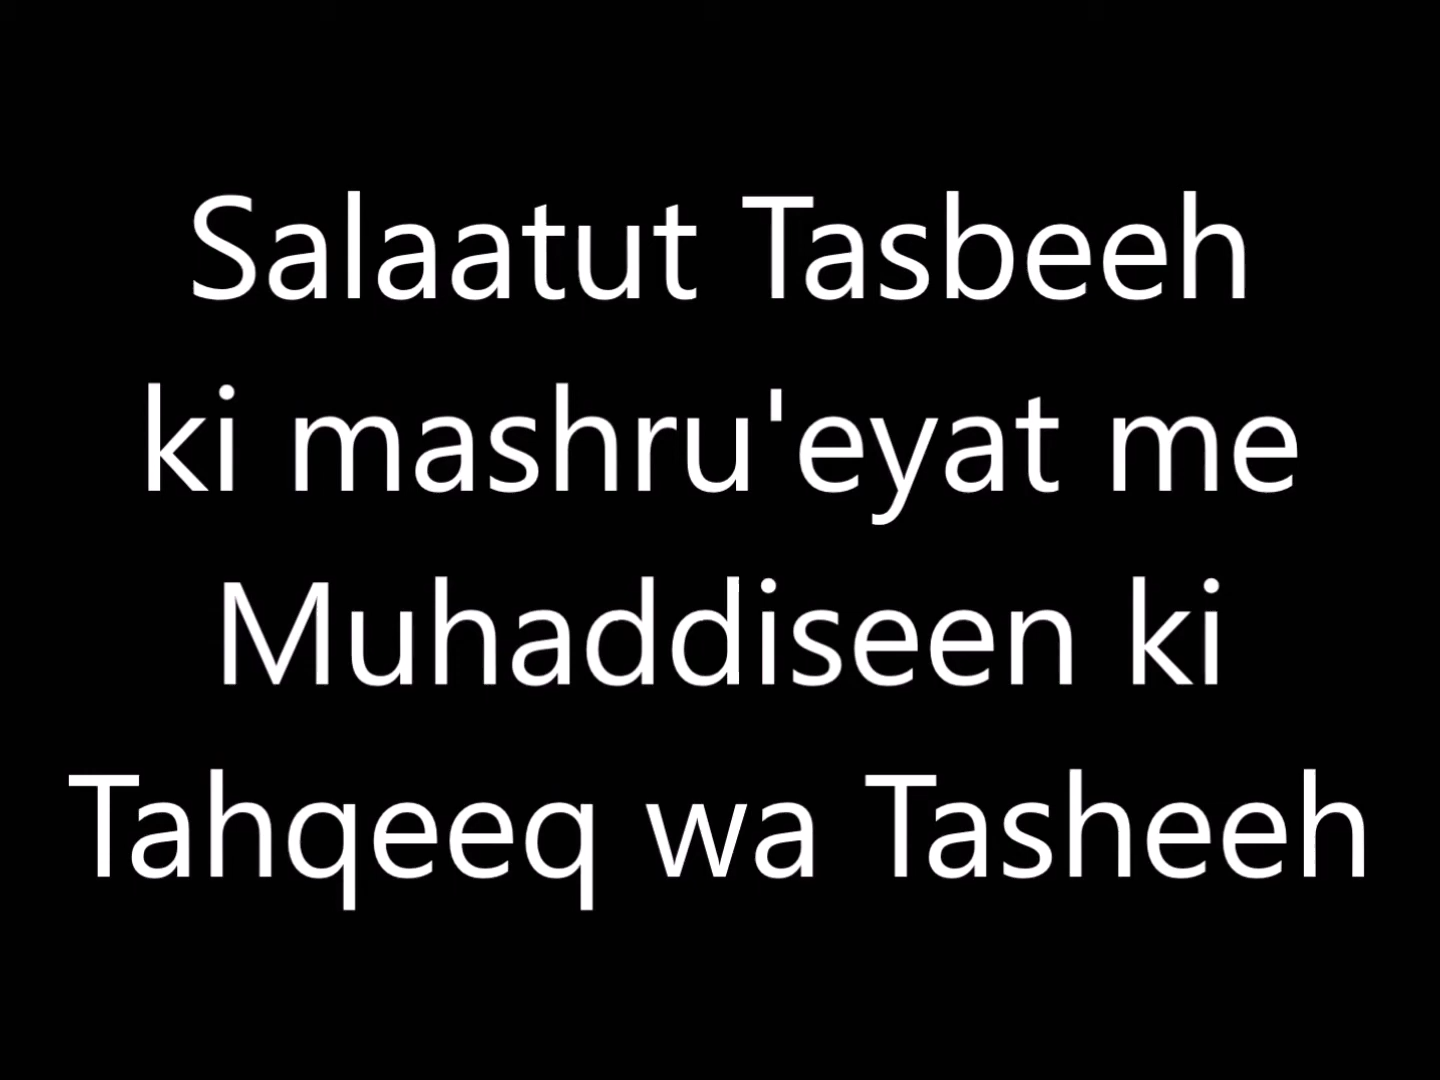 Salaatut Tasbeeh
ki mashru'eyat me
Muhaddiseen ki
Tahqeeq wa Tasheeh